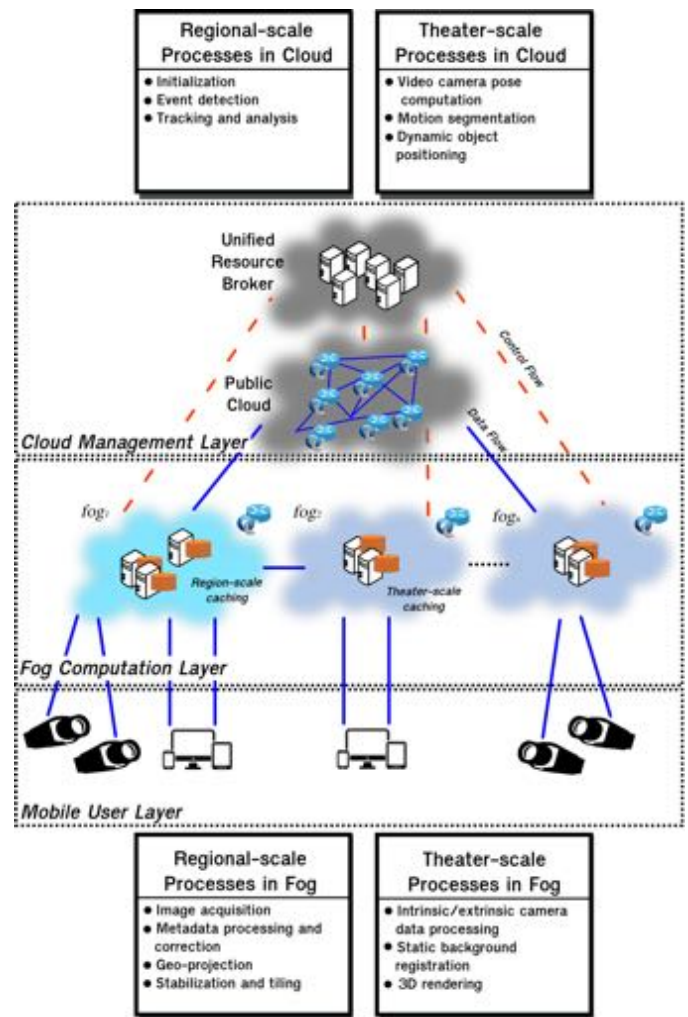 Regional-scale
Processes in Cloud
● Initialization
● Event detection
● Tracking and analysis
Theater-scale
Processes in Cloud
● Video camera pose
computation
● Motion segmentation
● Dynamic object
positioning
Unified
Resource
Broker
Public
Cloud
Control Flow
Data Flow
Cloud Management Layer
fog₁
fog₂
fog
Region-scale
caching
Theater-scale
caching
Fog Computation Layer
Mobile User Layer
Regional-scale
Processes in Fog
● Image acquisition
● Metadata processing and
correction
● Geo-projection
● Stabilization and tiling
Theater-scale
Processes in Fog
● Intrinsic/extrinsic camera
data processing
● Static background
registration
● 3D rendering